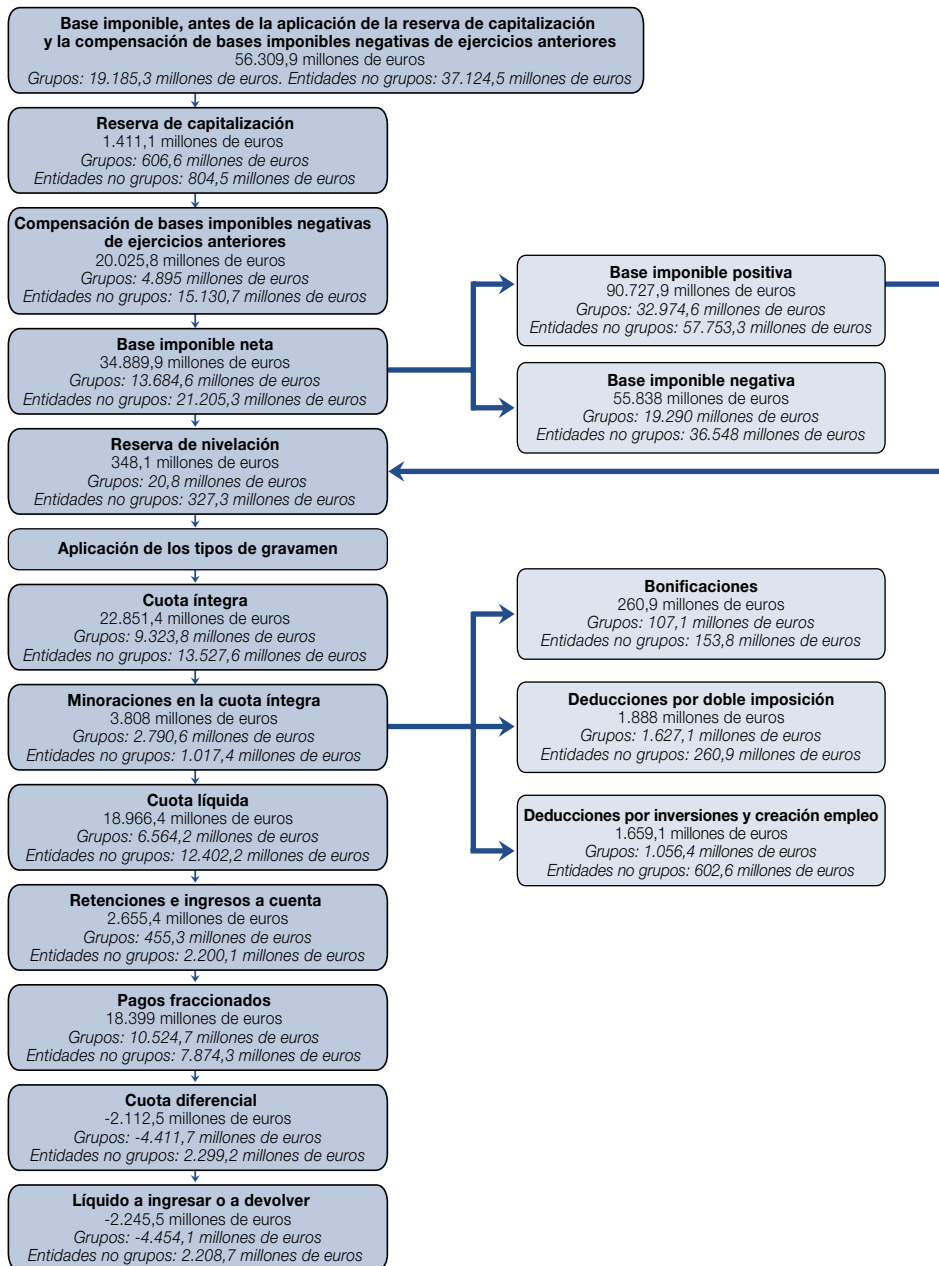 Base imponible, antes de la aplicación de la reserva de capitalización
y la compensación de bases imponibles negativas de ejercicios anteriores
56.309,9 millones de euros
Grupos: 19.185,3 millones de euros. Entidades no grupos: 37.124,5 millones de euros
Reserva de capitalización
1.411,1 millones de euros
Grupos: 606,6 millones de euros
Entidades no grupos: 804,5 millones de euros
Compensación de bases imponibles negativas
de ejercicios anteriores
20.025,8 millones de euros
Grupos: 4.895 millones de euros
Entidades no grupos: 15.130,7 millones de euros
Base imponible positiva
90.727,9 millones de euros
Grupos: 32.974,6 millones de euros
Entidades no grupos: 57.753,3 millones de euros
Base imponible neta
34.889,9 millones de euros
Grupos: 13.684,6 millones de euros
Entidades no grupos: 21.205,3 millones de euros
Base imponible negativa
55.838 millones de euros
Grupos: 19.290 millones de euros
Entidades no grupos: 36.548 millones de euros
Reserva de nivelación
348,1 millones de euros
Grupos: 20,8 millones de euros
Entidades no grupos: 327,3 millones de euros
Aplicación de los tipos de gravamen
Cuota íntegra
22.851,4 millones de euros
Grupos: 9.323,8 millones de euros
Entidades no grupos: 13.527,6 millones de euros
Bonificaciones
260,9 millones de euros
Grupos: 107,1 millones de euros
Entidades no grupos: 153,8 millones de euros
Minoraciones en la cuota íntegra
3.808 millones de euros
Grupos: 2.790,6 millones de euros
Entidades no grupos: 1.017,4 millones de euros
Deducciones por doble imposición
1.888 millones de euros
Grupos: 1.627,1 millones de euros
Entidades no grupos: 260,9 millones de euros
Cuota líquida
18.966,4 millones de euros
Grupos: 6.564,2 millones de euros
Entidades no grupos: 12.402,2 millones de euros
Deducciones por inversiones y creación empleo
1.659,1 millones de euros
Grupos: 1.056,4 millones de euros
Entidades no grupos: 602,6 millones de euros
Retenciones e ingresos a cuenta
2.655,4 millones de euros
Grupos: 455,3 millones de euros
Entidades no grupos: 2.200,1 millones de euros
Pagos fraccionados
18.399 millones de euros
Grupos: 10.524,7 millones de euros
Entidades no grupos: 7.874,3 millones de euros
Cuota diferencial
-2.112,5 millones de euros
Grupos: -4.411,7 millones de euros
Entidades no grupos: 2.299,2 millones de euros
Líquido a ingresar o a devolver
-2.245,5 millones de euros
Grupos: -4.454,1 millones de euros
Entidades no grupos: 2.208,7 millones de euros